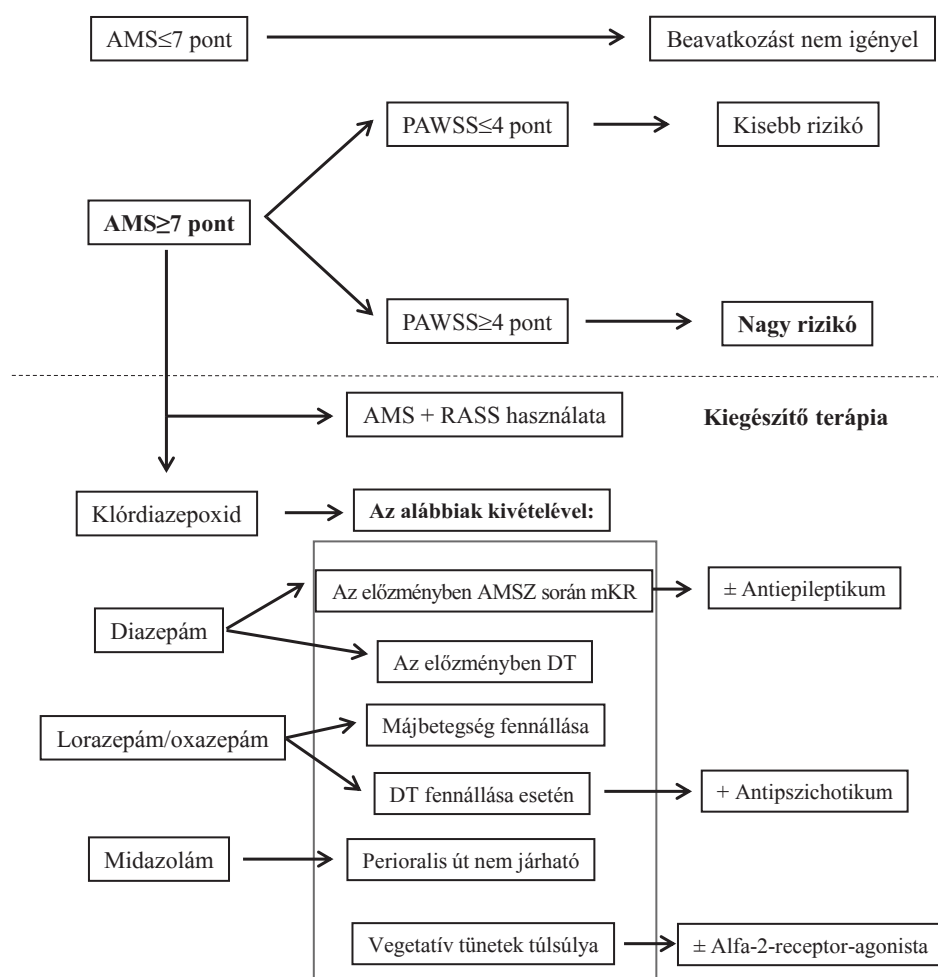 AMS≤7 pont
Beavatkozást nem igényel
PAWSS≤4 pont
Kisebb rizikó
AMS≥7 pont
PAWSS≥4 pont
Nagy rizikó
AMS + RASS használata
Kiegészítő terápia
Klórdiazepoxid
Az alábbiak kivételével:
Az előzményben AMSZ során mKR
± Antiepileptikum
Diazepám
Az előzményben DT
Májbetegség fennállása
Lorazepám/oxazepám
DT fennállása esetén
+ Antipszichotikum
Midazolám
Perioralis út nem járható
Vegetatív tünetek túlsúlya
± Alfa-2-receptor-agonista